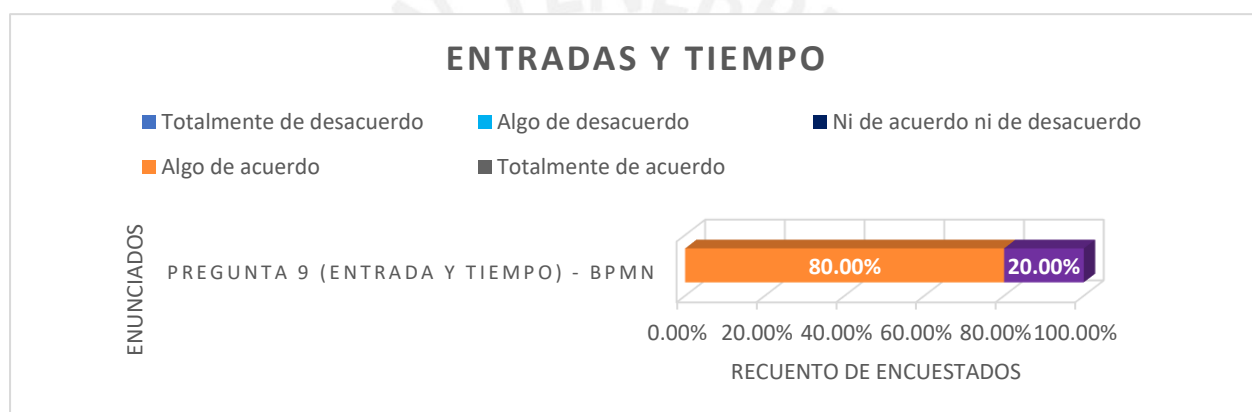 ENTRADAS Y TIEMPO
Totalmente de desacuerdo Algo de desacuerdo Ni de acuerdo ni de desacuerdo
Algo de acuerdo Totalmente de acuerdo
ENUNCIADOS
PREGUNTA 9 (ENTRADA Y TIEMPO) - BPMN
80.00% 20.00%
0.00% 20.00% 40.00% 60.00% 80.00% 100.00%
RECUENTO DE ENCUESTADOS